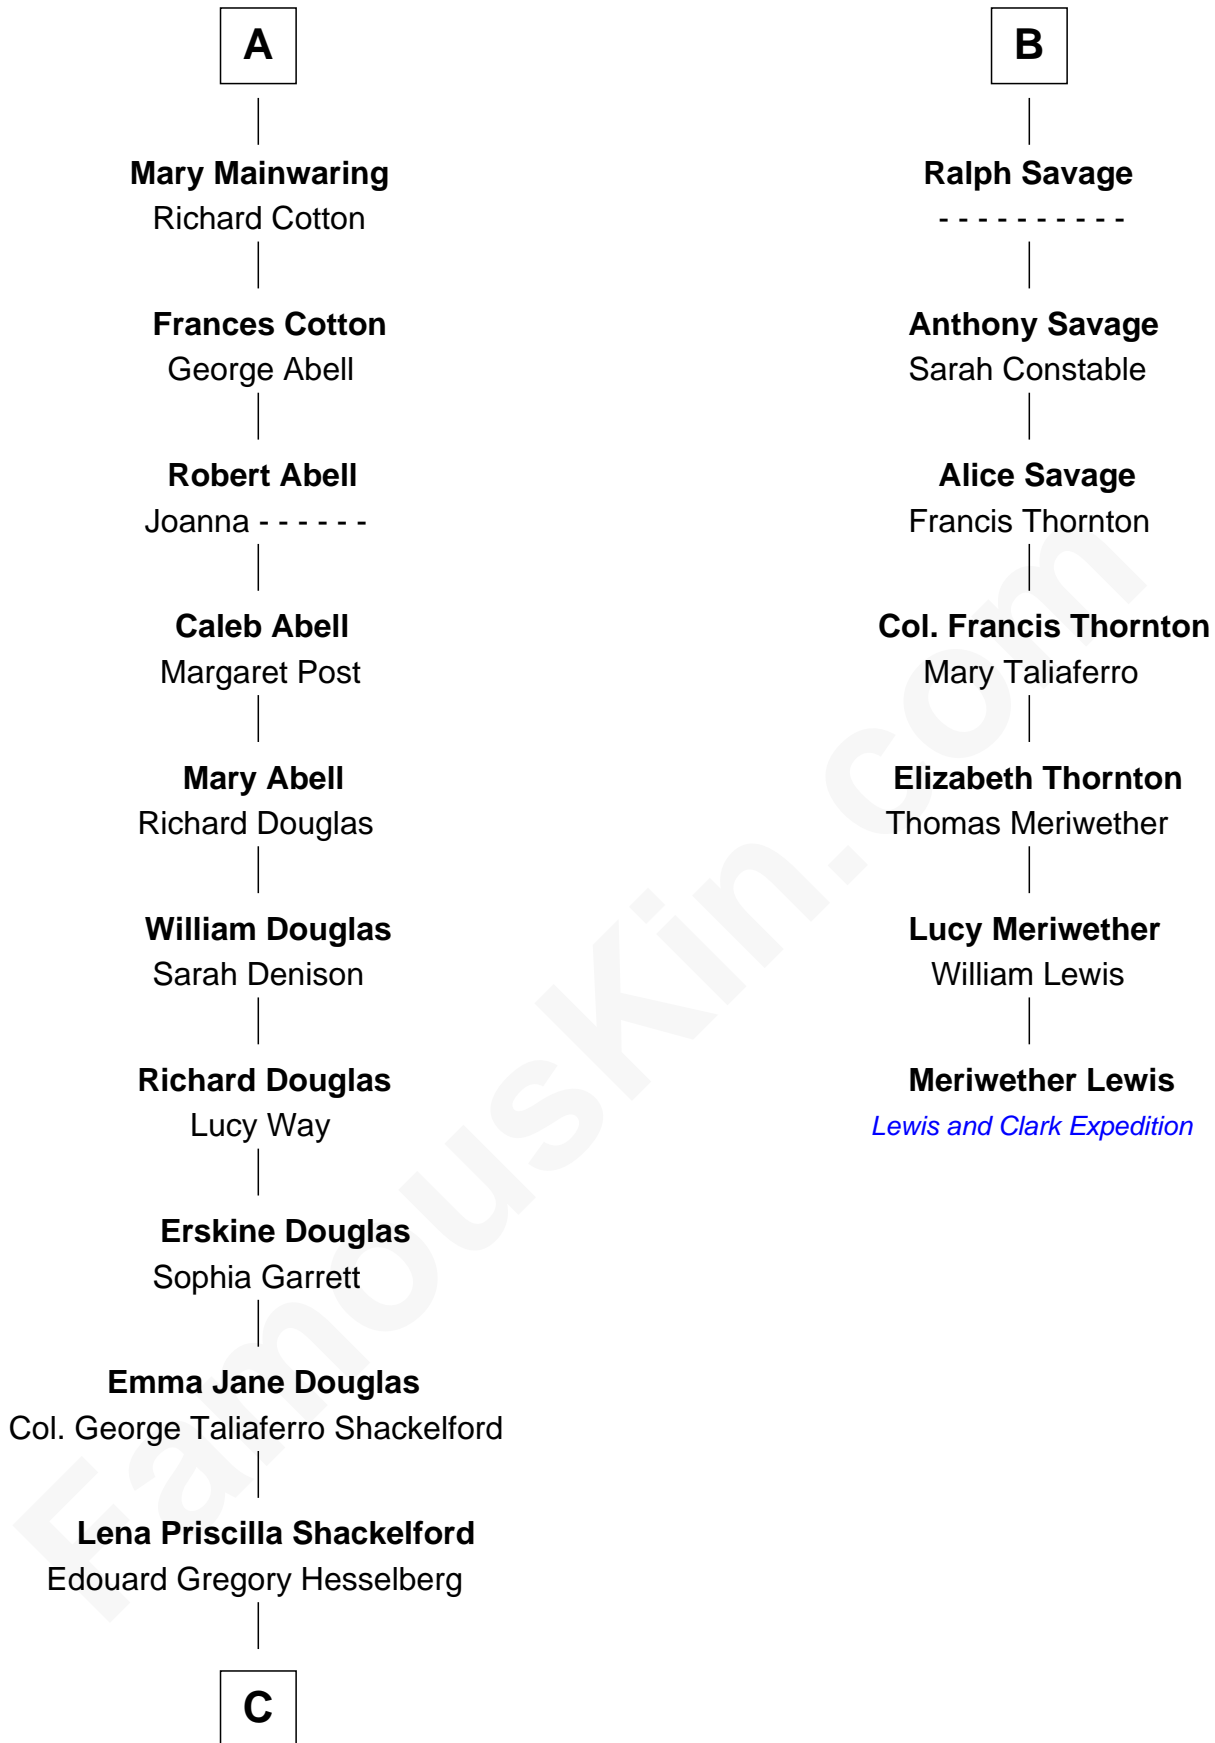 A
Mary Mainwaring
Richard Cotton
Frances Cotton
George Abell
Robert Abell
Joanna - - - - - -
Caleb Abell
Margaret Post
Mary Abell
Richard Douglas
William Douglas
Sarah Denison
Richard Douglas
Lucy Way
Erskine Douglas
Sophia Garrett
Emma Jane Douglas
Col. George Taliaferro Shackelford
Lena Priscilla Shackelford
Edouard Gregory Hesselberg
C
B
Ralph Savage
- - - - - - - - - -
Anthony Savage
Sarah Constable
Alice Savage
Francis Thornton
Col. Francis Thornton
Mary Taliaferro
Elizabeth Thornton
Thomas Meriwether
Lucy Meriwether
William Lewis
Meriwether Lewis
Lewis and Clark Expedition
FamousKin.com